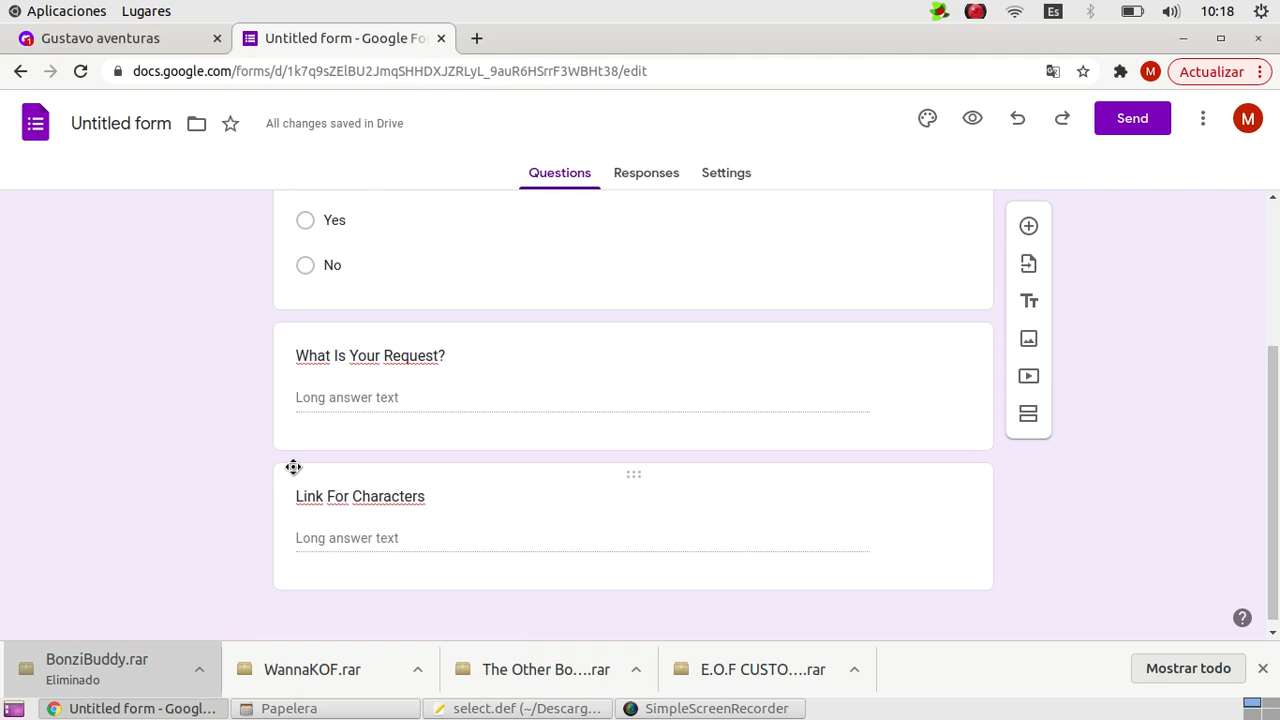 Aplicaciones Lugares Es 10:18
Gustavo aventuras Untitled form - Google Fo
docs.google.com/forms/d/1k7q9sZElBU2JmqSHHDXJZRLyL_9auR6HSrrF3WBHt38/edit M Actualizar
Untitled form All changes saved in Drive Send M
Questions Responses Settings
Yes
No
What Is Your Request?
Long answer text
Link For Characters
Long answer text
BonziBuddy.rar
Eliminado
WannaKOF.rar The Other Bo....rar E.O.F CUSTO....rar Mostrar todo
Untitled form - Googl... Papelera select.def (~/Descarg... SimpleScreenRecorder